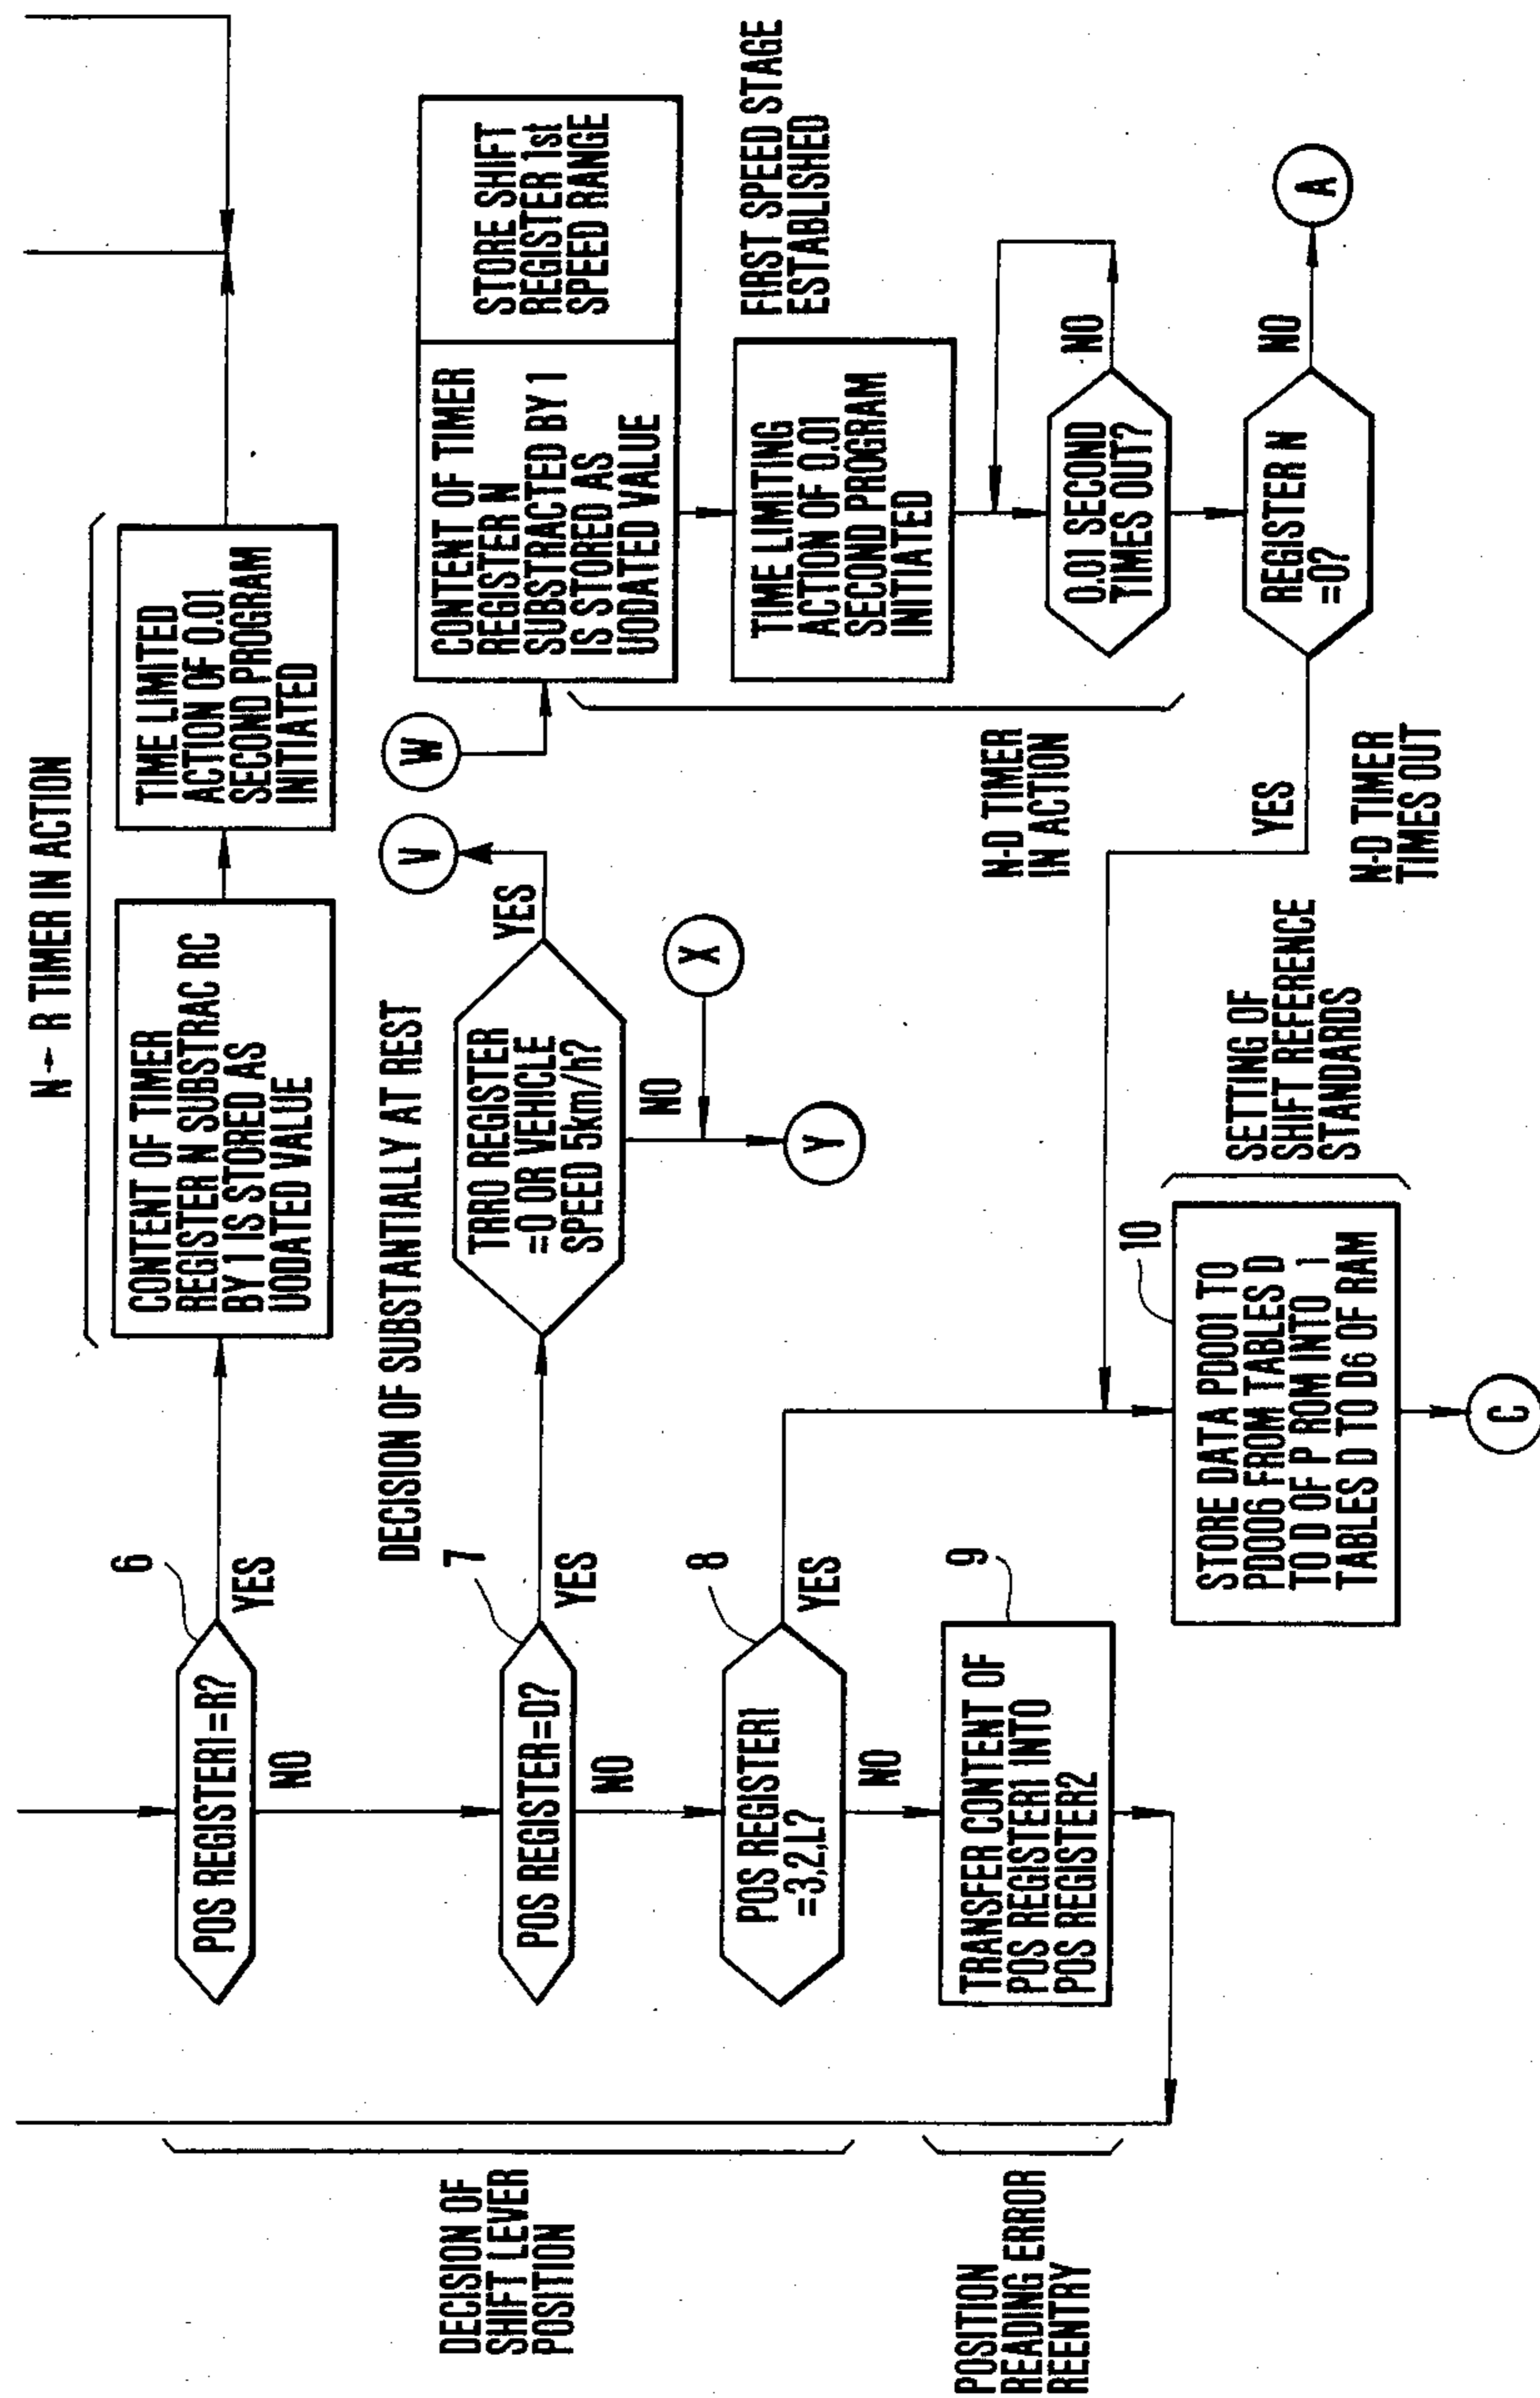 N → R TIMER IN ACTION
6
POS REGISTER1=R?
YES
NO
CONTENT OF TIMER
REGISTER N SUBSTRAC RC
BY 1 IS STORED AS
UODATED VALUE
TIME LIMITED
ACTION OF 0.01
SECOND PROGRAM
INITIATED
DECISION OF
SHIFT LEVER
POSITION
DECISION OF SUBSTANTIALLY AT REST
7
POS REGISTER=D?
YES
NO
TRRO REGISTER
=0 OR VEHICLE
SPEED 5km/h?
YES
NO
V
W
X
Y
CONTENT OF TIMER
REGISTER N
SUBSTRACTED BY 1
IS STORED AS
UODATED VALUE
STORE SHIFT
REGISTER 1st
SPEED RANGE
8
POS REGISTER1
=3,2,L?
YES
NO
TIME LIMITING
ACTION OF 0.01
SECOND PROGRAM
INITIATED
FIRST SPEED STAGE
ESTABLISHED
POSITION
READING ERROR
REENTRY
9
TRANSFER CONTENT OF
POS REGISTER1 INTO
POS REGISTER2
N-D TIMER
IN ACTION
0.01 SECOND
TIMES OUT?
NO
10
STORE DATA PD001 TO
PD006 FROM TABLES D
TO D OF P ROM INTO 1
TABLES D TO D6 OF RAM
SETTING OF
SHIFT REFERENCE
STANDARDS
YES
REGISTER N
=0?
NO
A
N-D TIMER
TIMES OUT
C